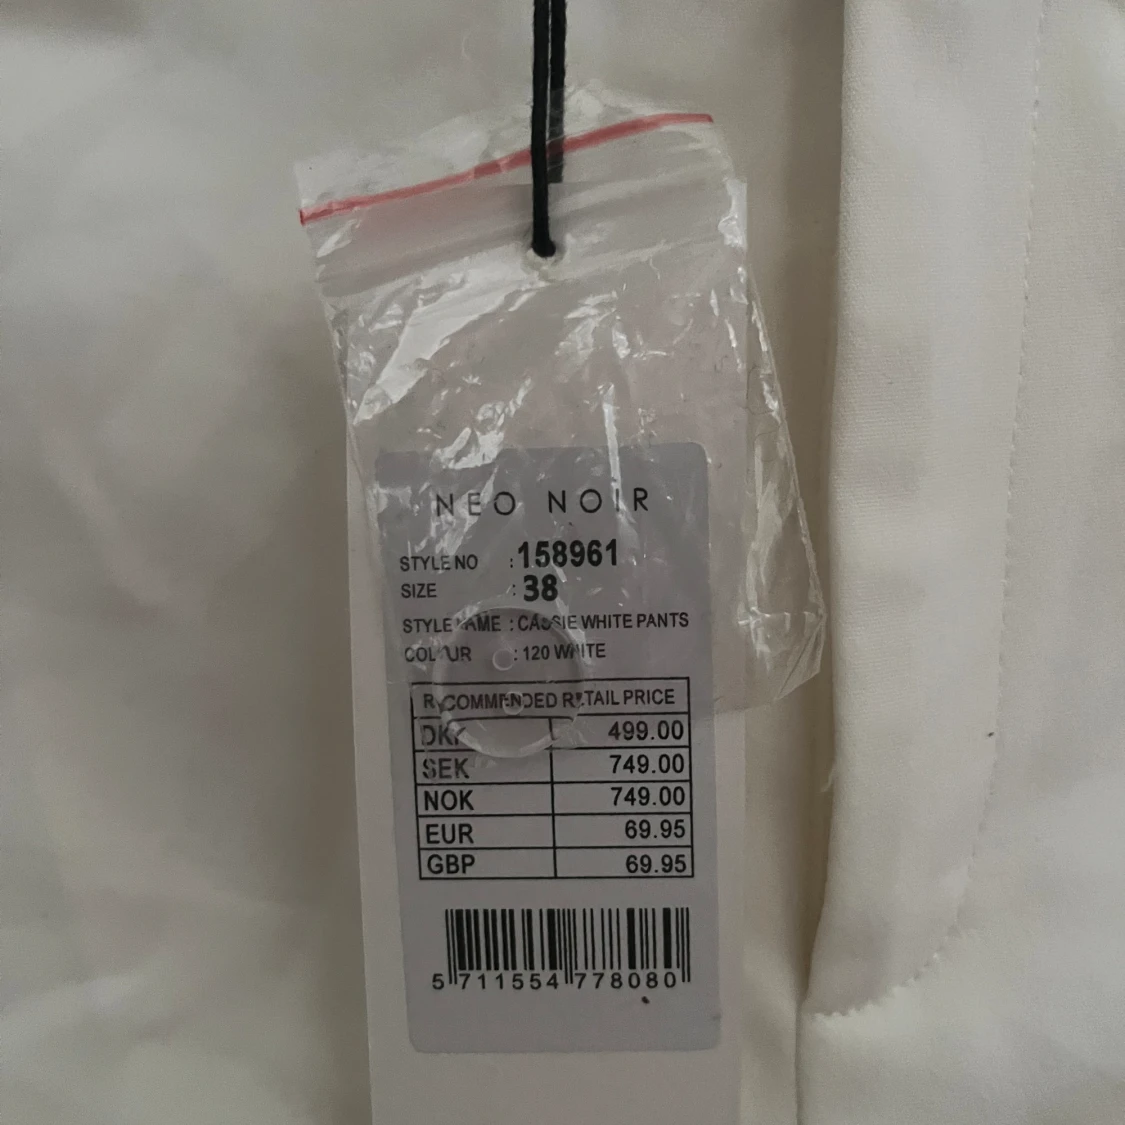 NEO NOIR
STYLE NO : 158961
SIZE : 38
STYLE NAME : CASSIE WHITE PANTS
COLOUR : 120 WHITE
RECOMMENDED RETAIL PRICE
DKK 499.00
SEK 749.00
NOK 749.00
EUR 69.95
GBP 69.95
5 711554 778080